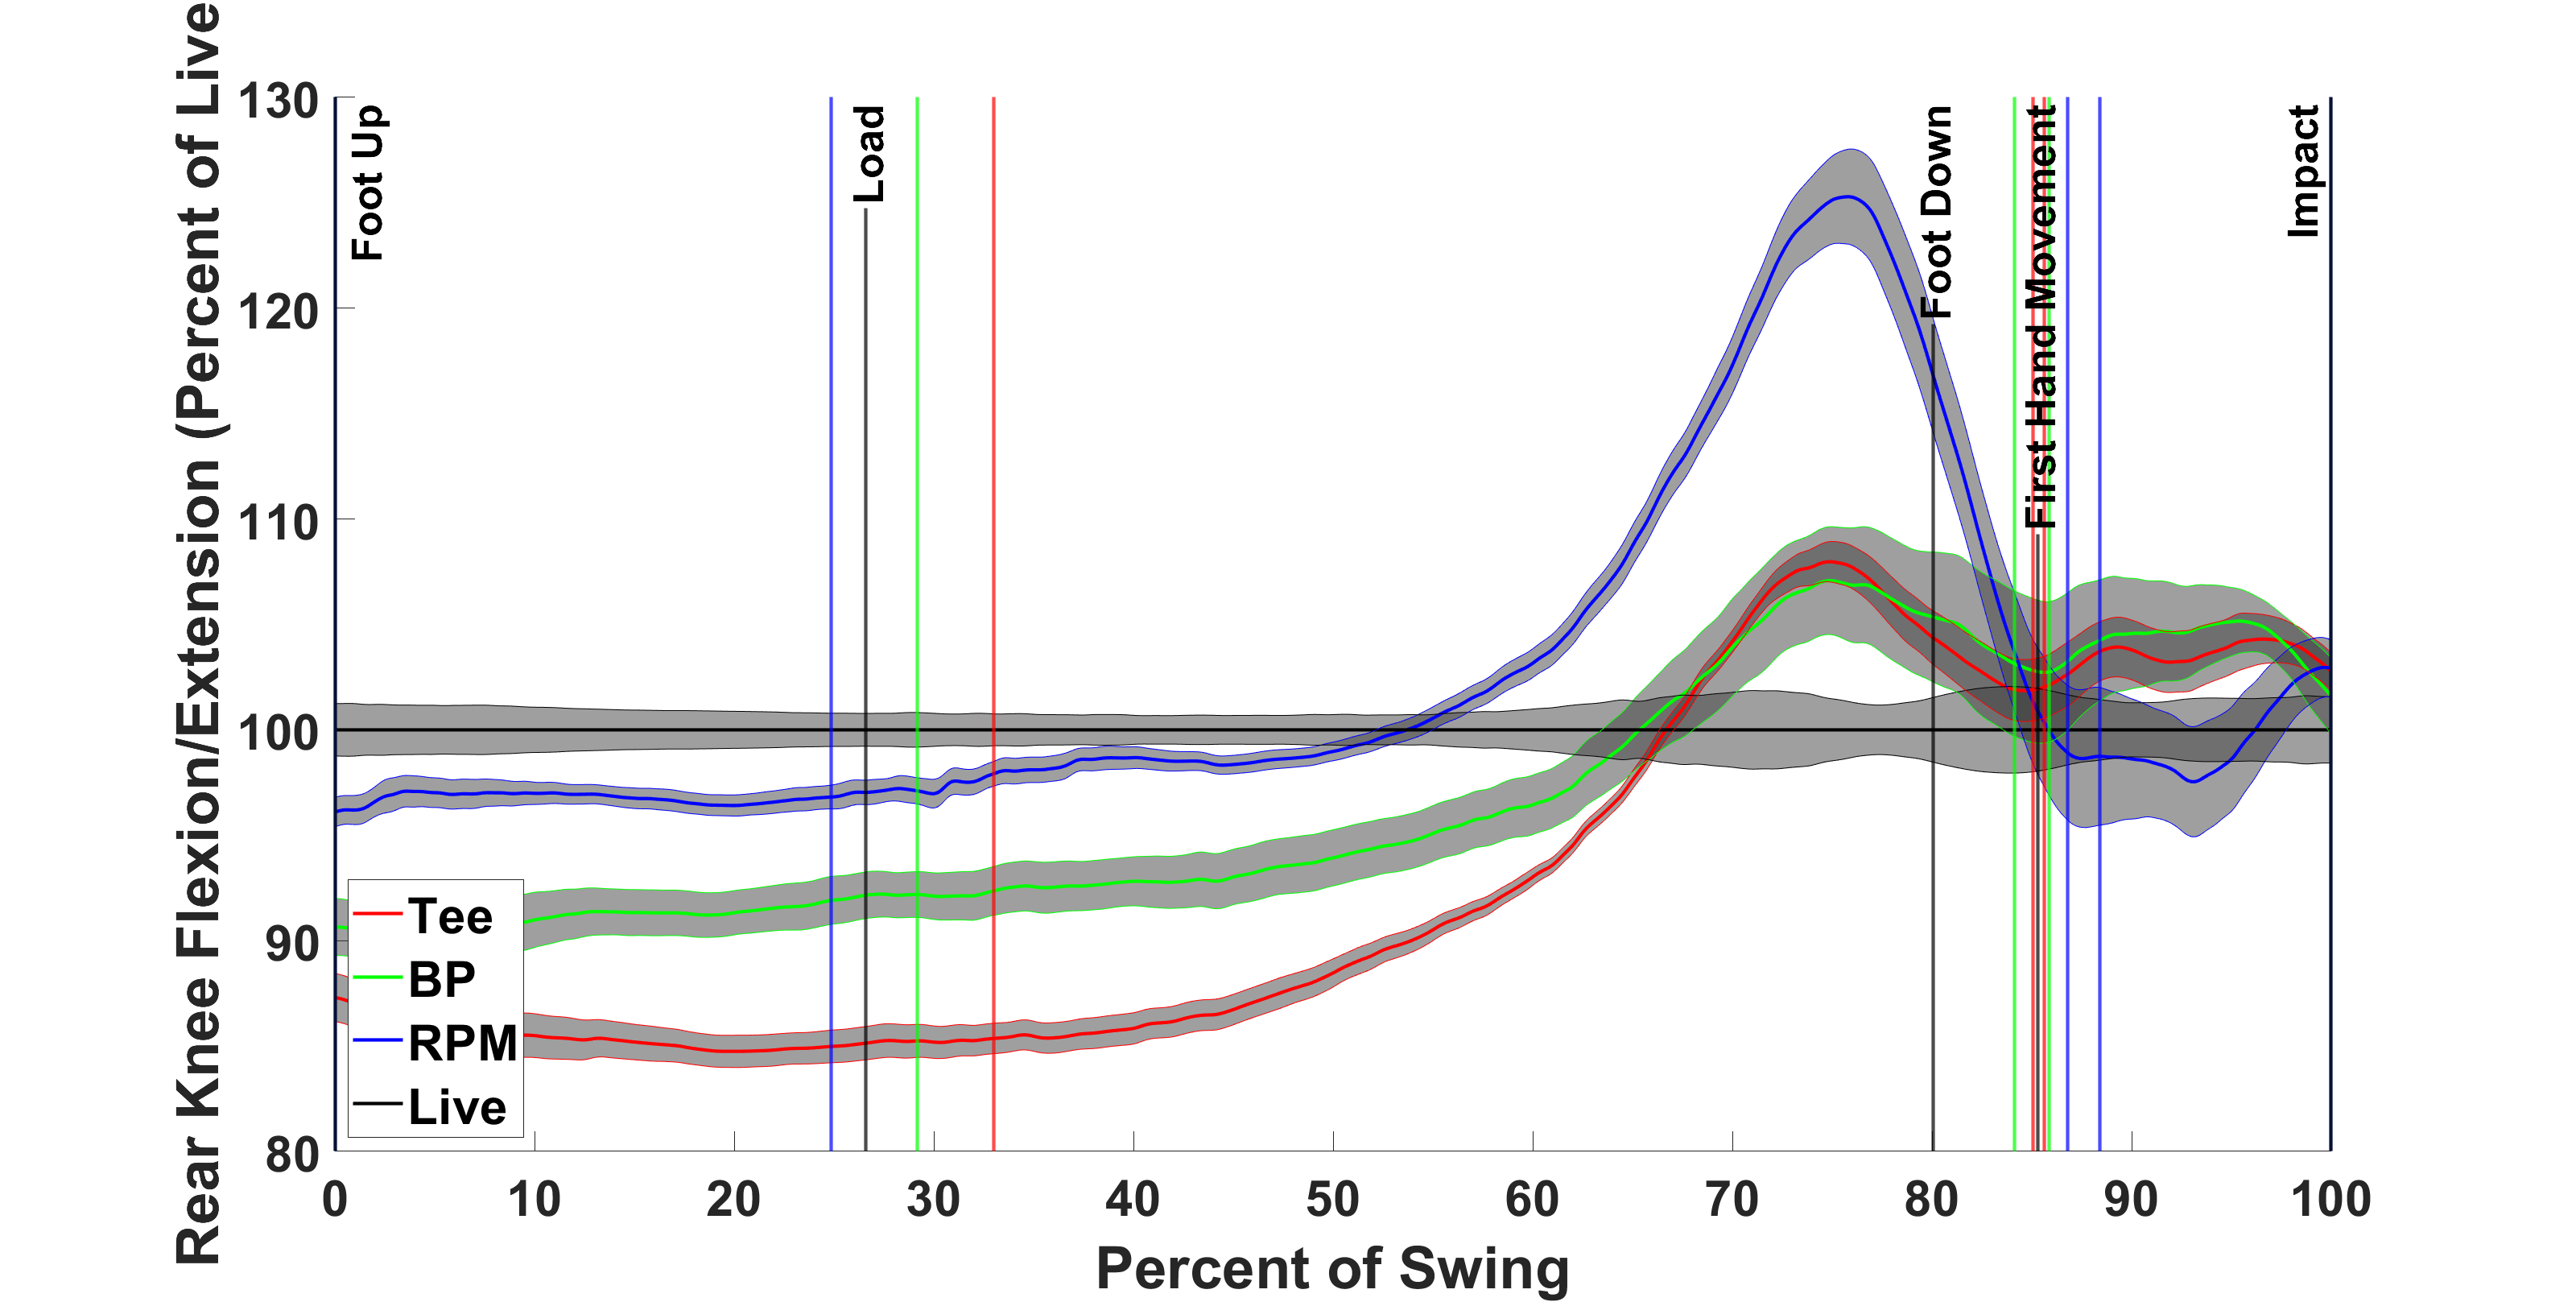 Rear Knee Flexion/Extension (Percent of Live
130
120
110
100
90
80
Foot Up
Load
Foot Down
First Hand Movement
Impact
Tee
BP
RPM
Live
0 10 20 30 40 50 60 70 80 90 100
Percent of Swing